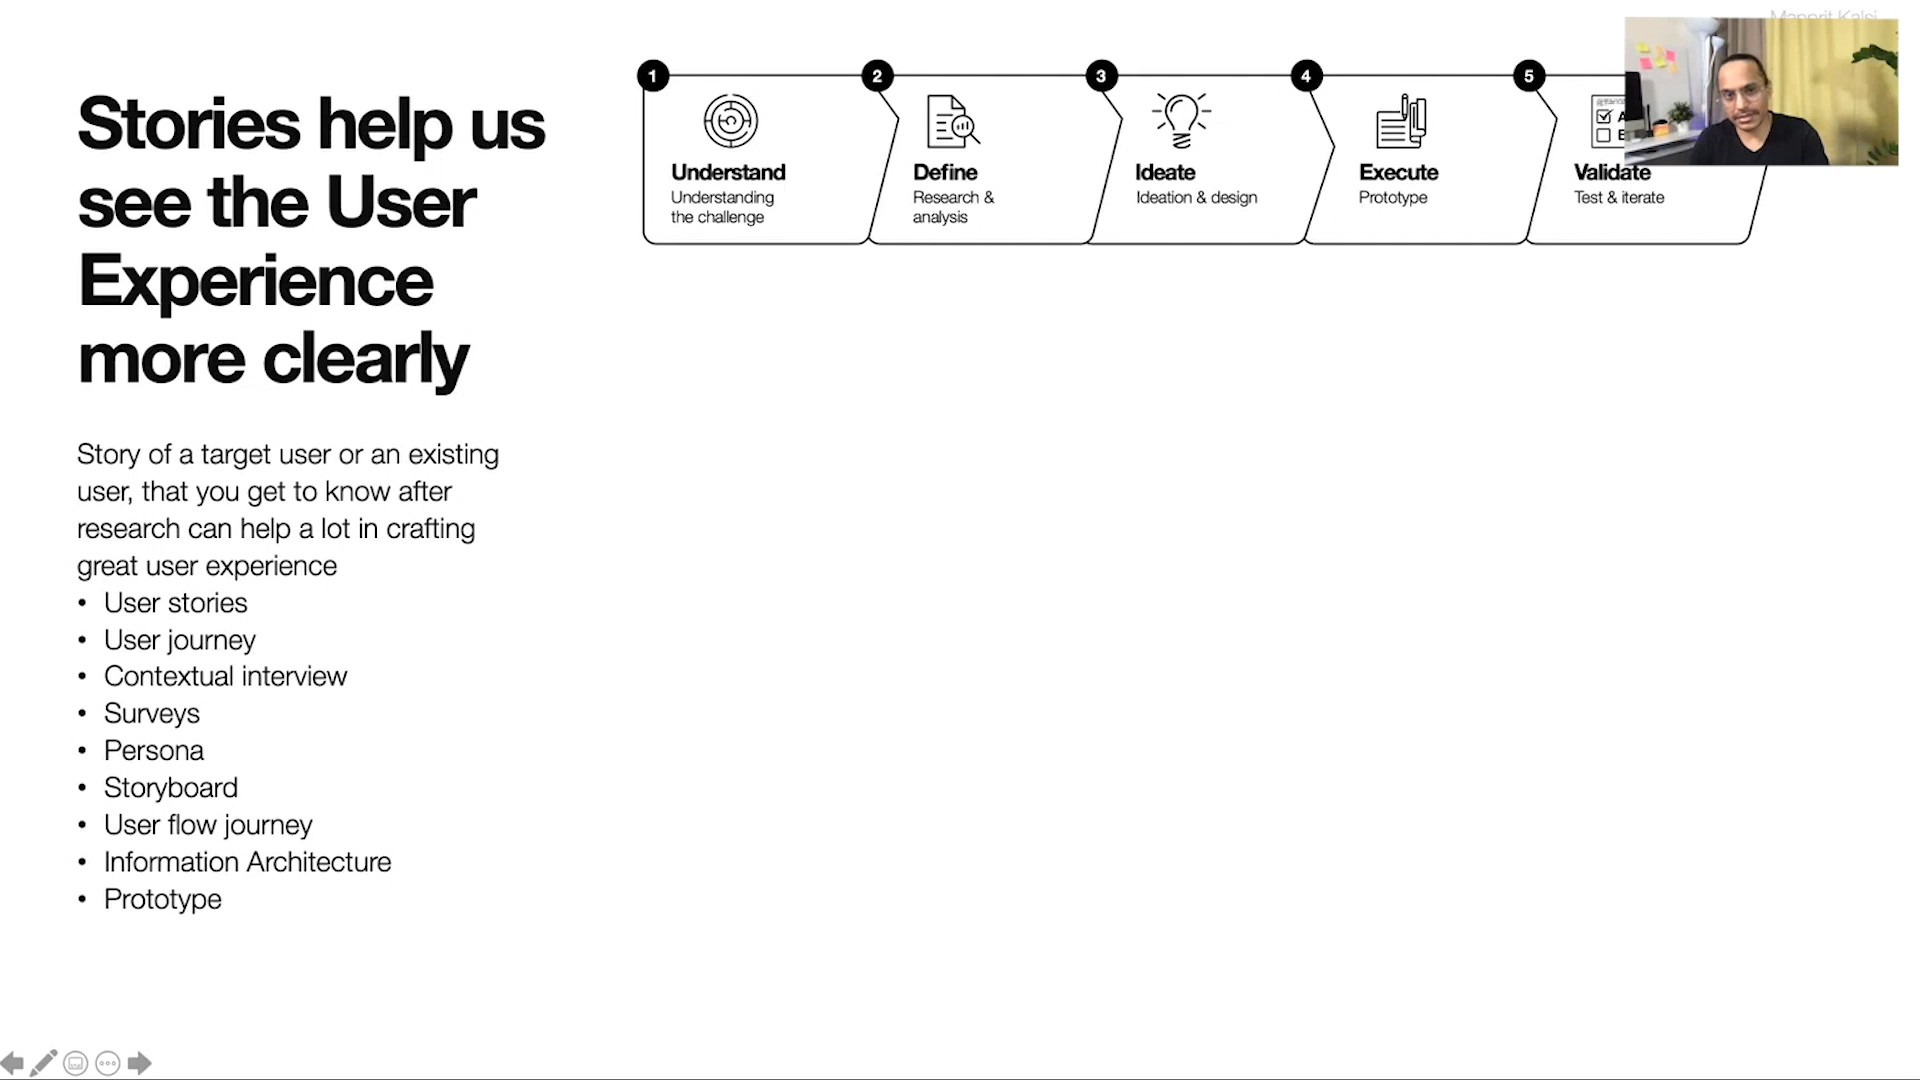 Manprit Kalsi
Stories help us
see the User
Experience
more clearly
Story of a target user or an existing
user, that you get to know after
research can help a lot in crafting
great user experience
• User stories
• User journey
• Contextual interview
• Surveys
• Persona
• Storyboard
• User flow journey
• Information Architecture
• Prototype
1
Understand
Understanding
the challenge
2
Define
Research &
analysis
3
Ideate
Ideation & design
4
Execute
Prototype
5
Validate
Test & iterate